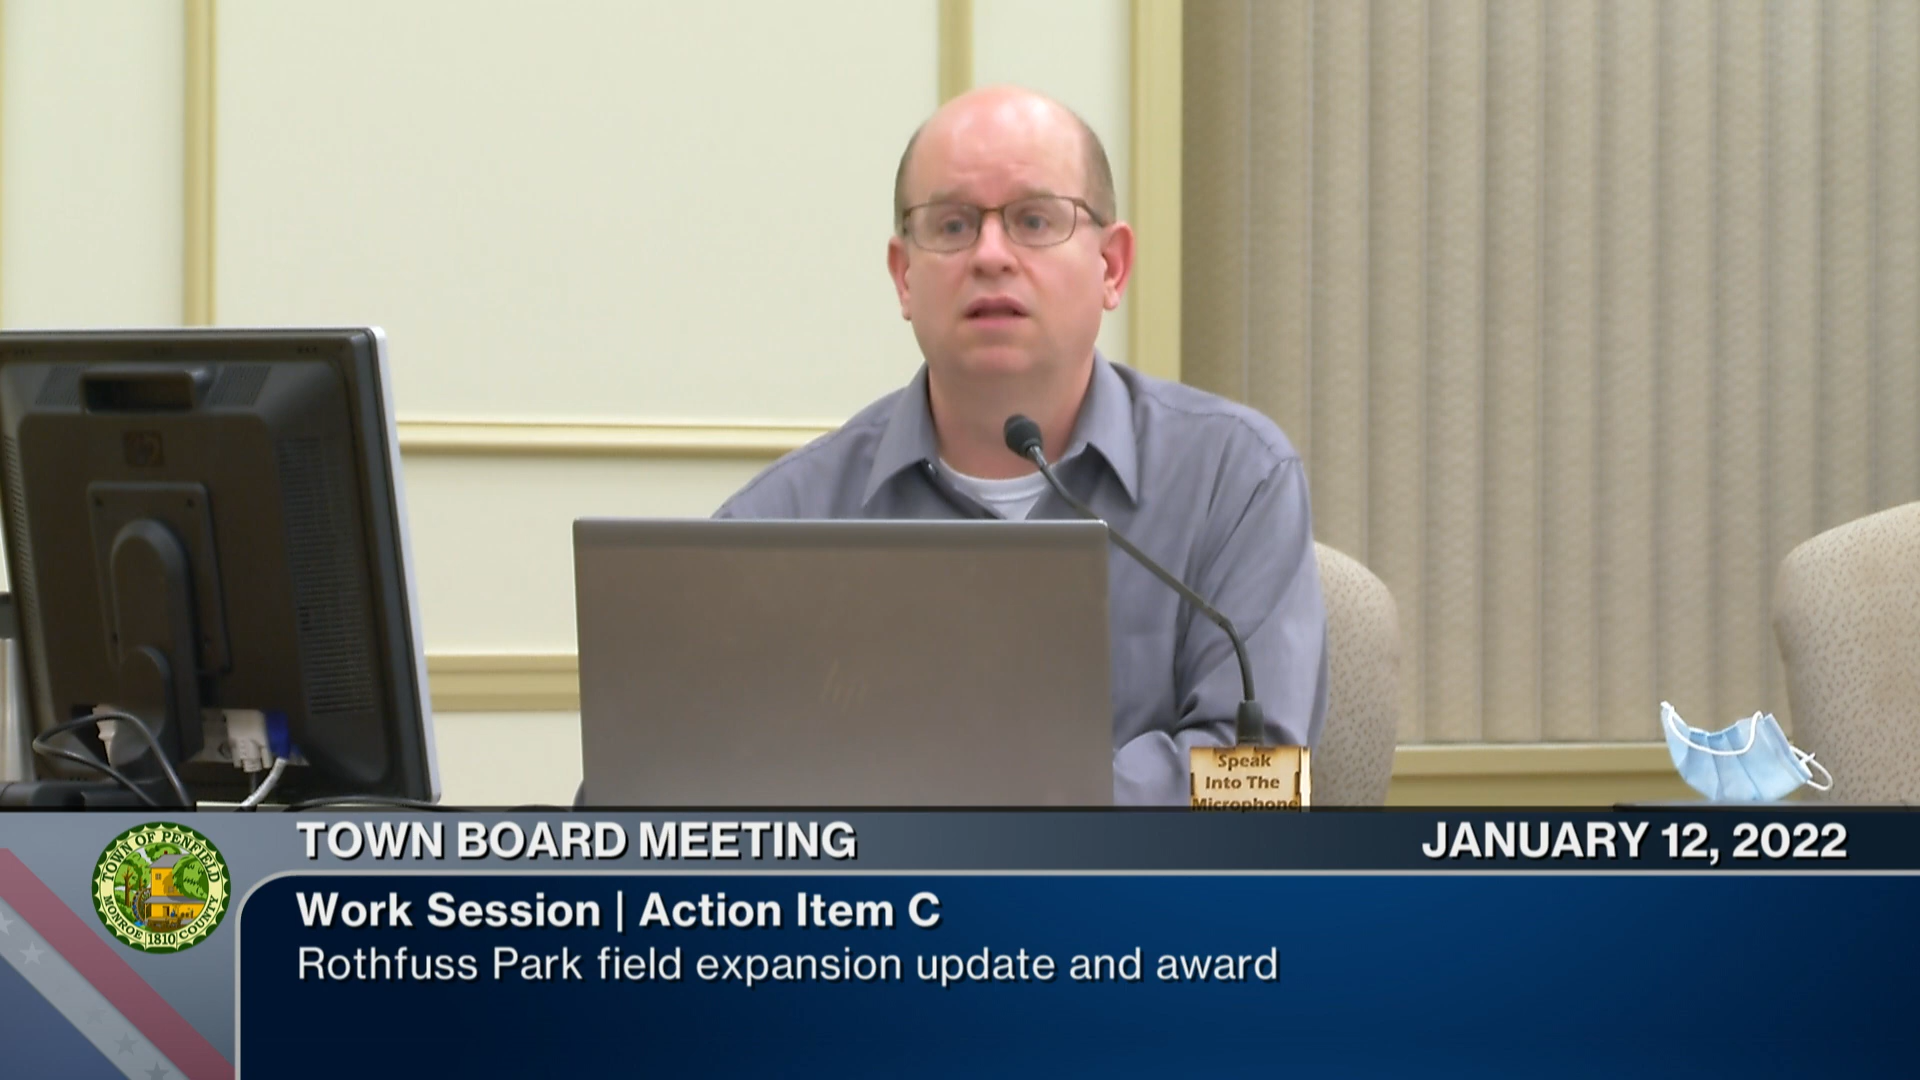 Speak
Into The
Microphone
TOWN BOARD MEETING
JANUARY 12, 2022
TOWN OF PENFIELD
MONROE COUNTY
1810
Work Session | Action Item C
Rothfuss Park field expansion update and award
hp